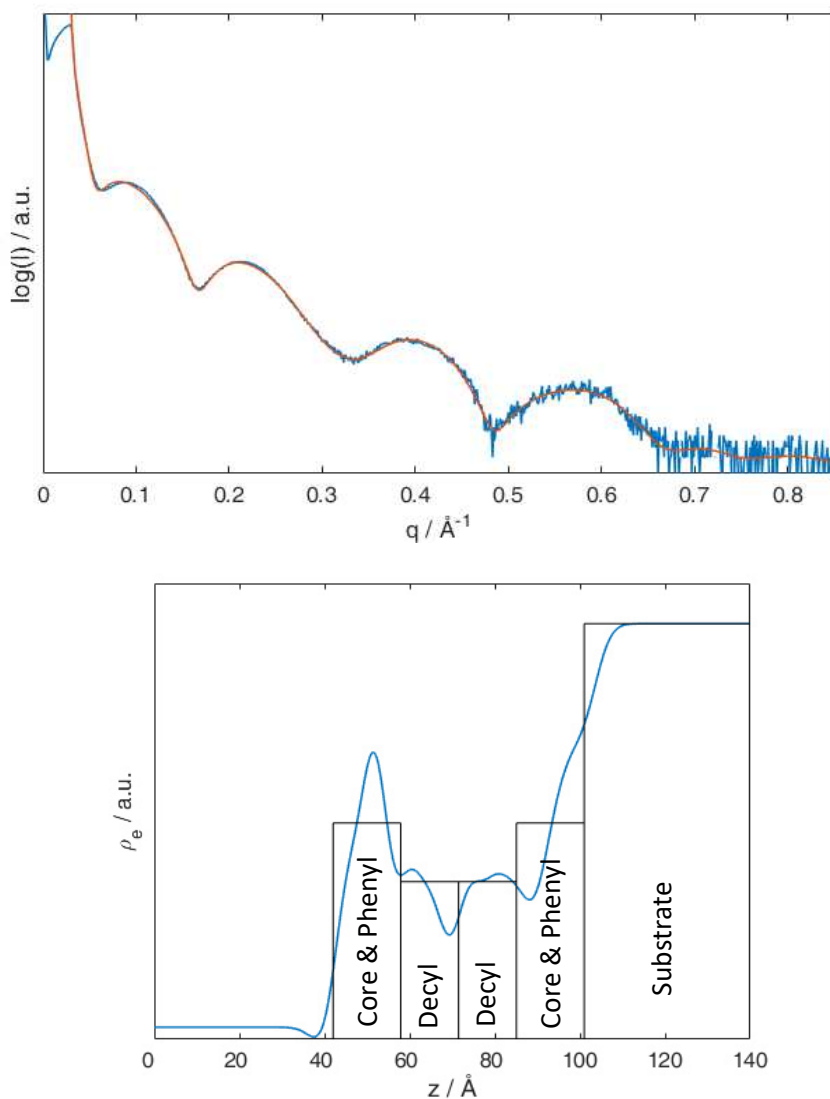 log(I) / a.u.
0 0.1 0.2 0.3 0.4 0.5 0.6 0.7 0.8
q / Å-1
ρe / a.u.
Core & Phenyl
Decyl
Decyl
Core & Phenyl
Substrate
0 20 40 60 80 100 120 140
z / Å